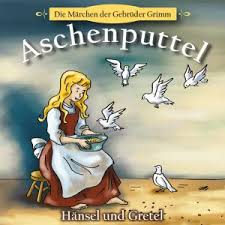 Die Märchen der Gebrüder Grimm
Aschenputtel
Hänsel und Gretel